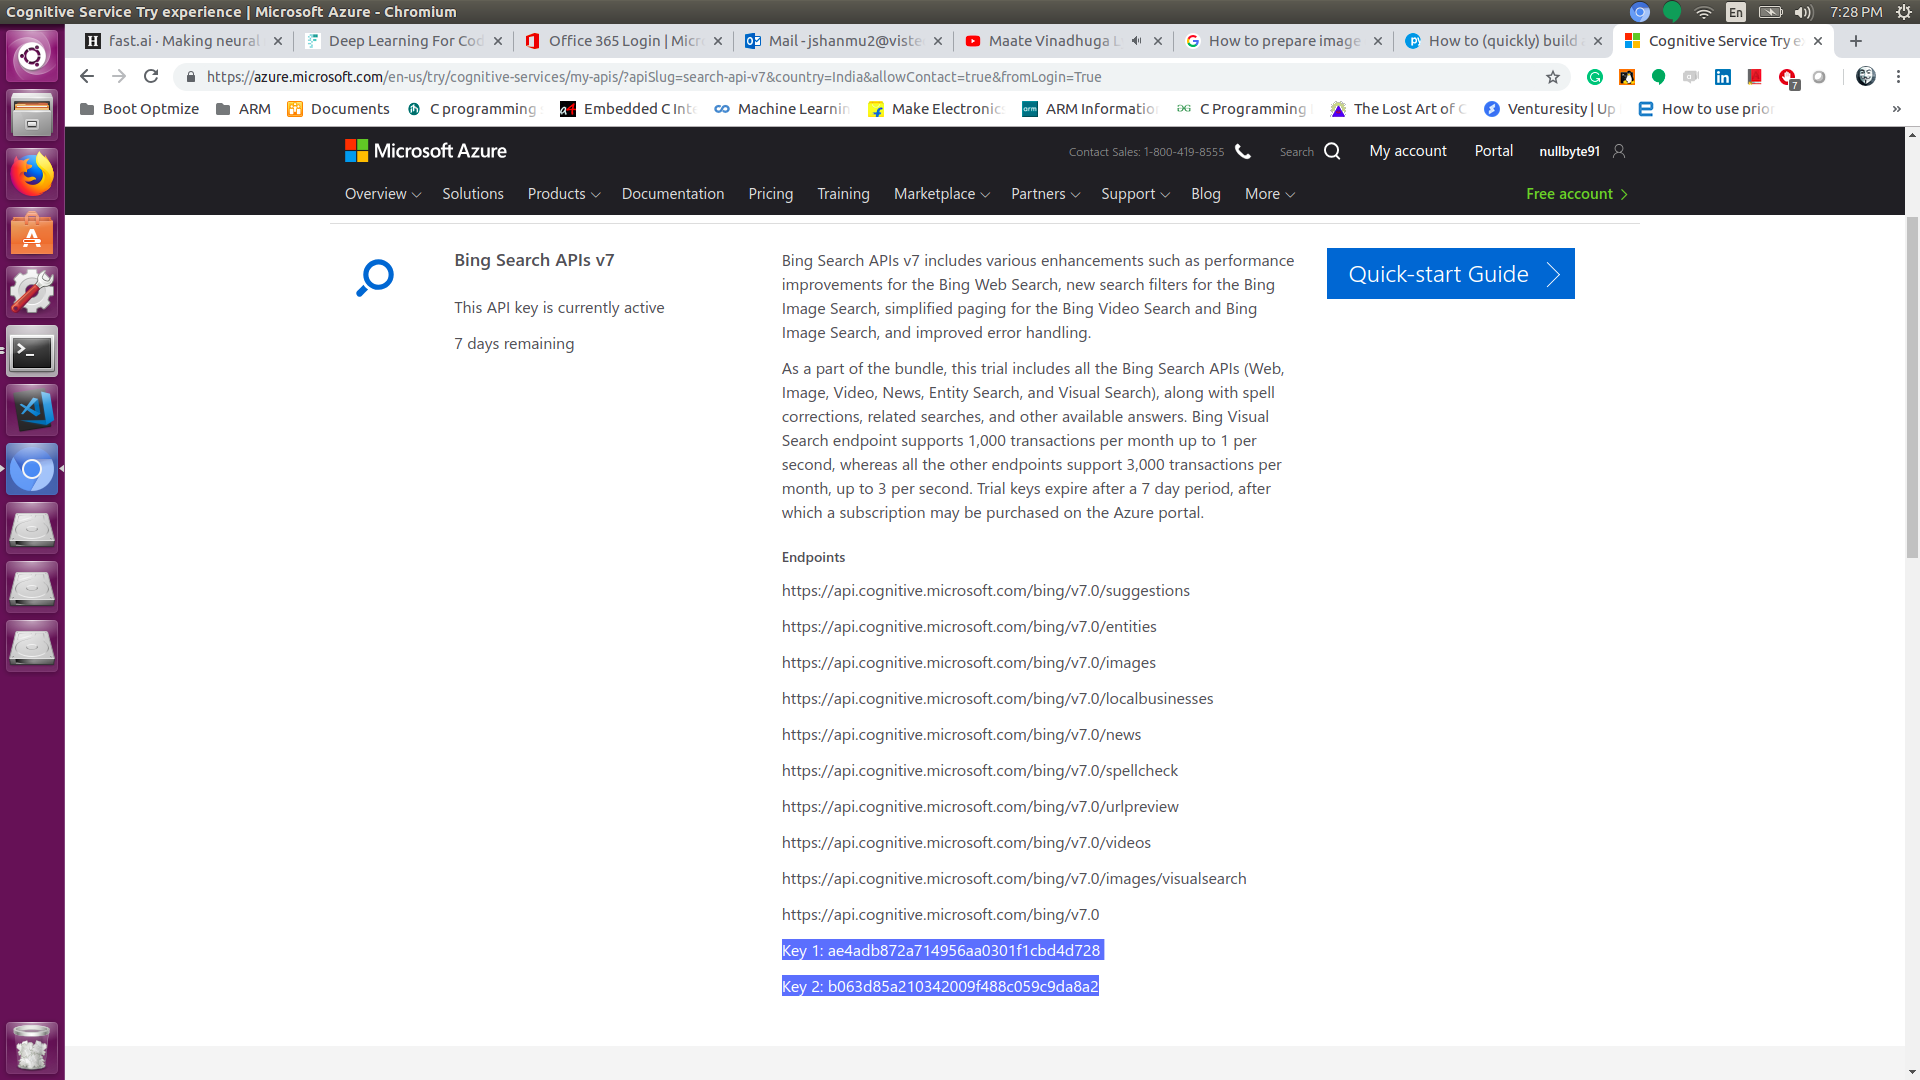 Cognitive Service Try experience | Microsoft Azure - Chromium
En
7:28 PM
fast.ai · Making neural
Deep Learning For Cod
Office 365 Login | Micr
Mail - jshanmu2@viste
Maate Vinadhuga L
How to prepare image
How to (quickly) build
Cognitive Service Try e
https://azure.microsoft.com/en-us/try/cognitive-services/my-apis/?apiSlug=search-api-v7&country=India&allowContact=true&fromLogin=True
7
Boot Optmize
ARM
Documents
C programming
Embedded C Inte
Machine Learnin
Make Electronic
ARM Informatio
C Programming
The Lost Art of C
Venturesity | Up
How to use prior
»
Microsoft Azure
Contact Sales: 1-800-419-8555
Search
My account
Portal
nullbyte91
Overview
Solutions
Products
Documentation
Pricing
Training
Marketplace
Partners
Support
Blog
More
Free account
Bing Search APIs v7
This API key is currently active
7 days remaining
Bing Search APIs v7 includes various enhancements such as performance
improvements for the Bing Web Search, new search filters for the Bing
Image Search, simplified paging for the Bing Video Search and Bing
Image Search, and improved error handling.
As a part of the bundle, this trial includes all the Bing Search APIs (Web,
Image, Video, News, Entity Search, and Visual Search), along with spell
corrections, related searches, and other available answers. Bing Visual
Search endpoint supports 1,000 transactions per month up to 1 per
second, whereas all the other endpoints support 3,000 transactions per
month, up to 3 per second. Trial keys expire after a 7 day period, after
which a subscription may be purchased on the Azure portal.
Quick-start Guide
Endpoints
https://api.cognitive.microsoft.com/bing/v7.0/suggestions
https://api.cognitive.microsoft.com/bing/v7.0/entities
https://api.cognitive.microsoft.com/bing/v7.0/images
https://api.cognitive.microsoft.com/bing/v7.0/localbusinesses
https://api.cognitive.microsoft.com/bing/v7.0/news
https://api.cognitive.microsoft.com/bing/v7.0/spellcheck
https://api.cognitive.microsoft.com/bing/v7.0/urlpreview
https://api.cognitive.microsoft.com/bing/v7.0/videos
https://api.cognitive.microsoft.com/bing/v7.0/images/visualsearch
https://api.cognitive.microsoft.com/bing/v7.0
Key 1: ae4adb872a714956aa0301f1cbd4d728
Key 2: b063d85a210342009f488c059c9da8a2